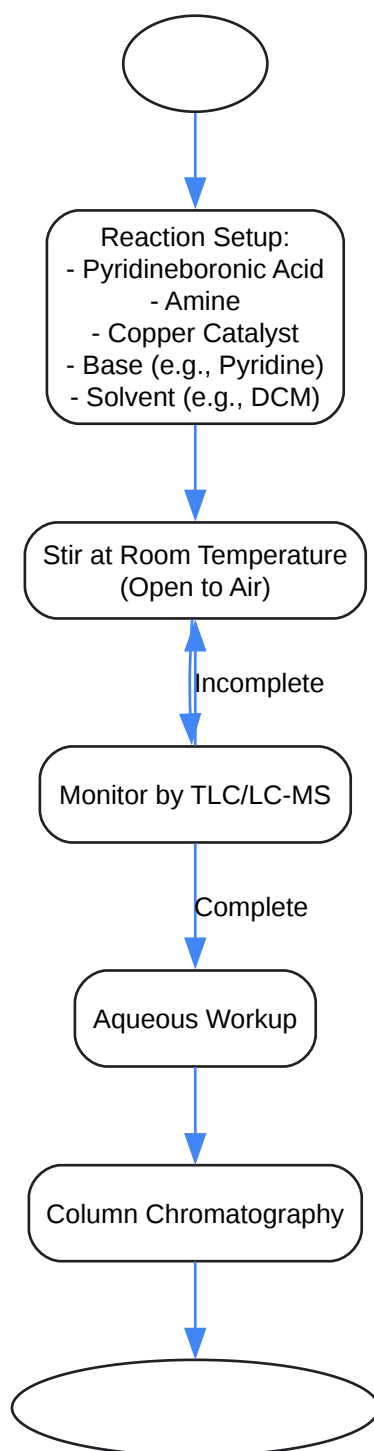 Reaction Setup:
- Pyridineboronic Acid
- Amine
- Copper Catalyst
- Base (e.g., Pyridine)
- Solvent (e.g., DCM)
Stir at Room Temperature
(Open to Air)
Incomplete
Monitor by TLC/LC-MS
Complete
Aqueous Workup
Column Chromatography